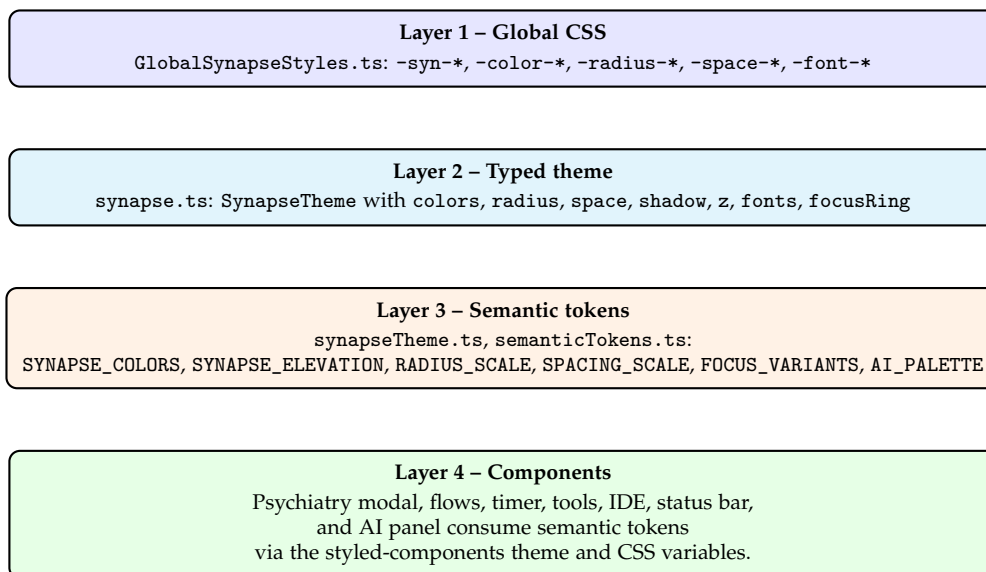 Layer 1 – Global CSS
GlobalSynapseStyles.ts: -syn-*, -color-*, -radius-*, -space-*, -font-*
Layer 2 – Typed theme
synapse.ts: SynapseTheme with colors, radius, space, shadow, z, fonts, focusRing
Layer 3 – Semantic tokens
synapseTheme.ts, semanticTokens.ts:
SYNAPSE_COLORS, SYNAPSE_ELEVATION, RADIUS_SCALE, SPACING_SCALE, FOCUS_VARIANTS, AI_PALETTE
Layer 4 – Components
Psychiatry modal, flows, timer, tools, IDE, status bar,
and AI panel consume semantic tokens
via the styled-components theme and CSS variables.